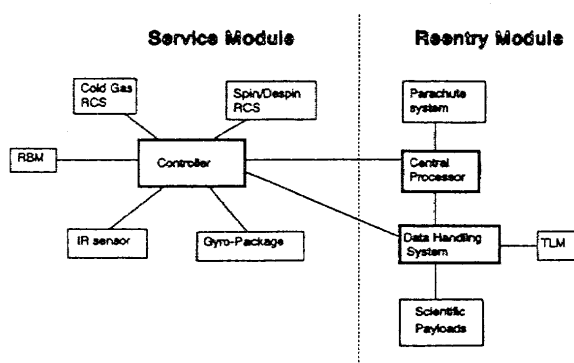 Service Module
Reentry Module
Cold Gas
RCS
Spin/Despin
RCS
Parachute
system
RBM
Controller
Central
Processor
IR sensor
Gyro-Package
Data Handling
System
TLM
Scientific
Payloads